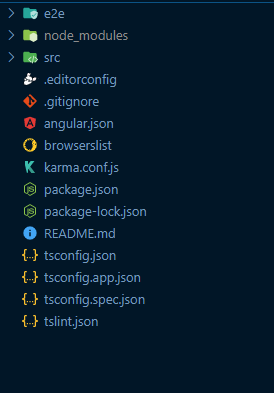 e2e
node_modules
src
.editorconfig
.gitignore
angular.json
browserslist
karma.conf.js
package.json
package-lock.json
README.md
tsconfig.json
tsconfig.app.json
tsconfig.spec.json
tslint.json